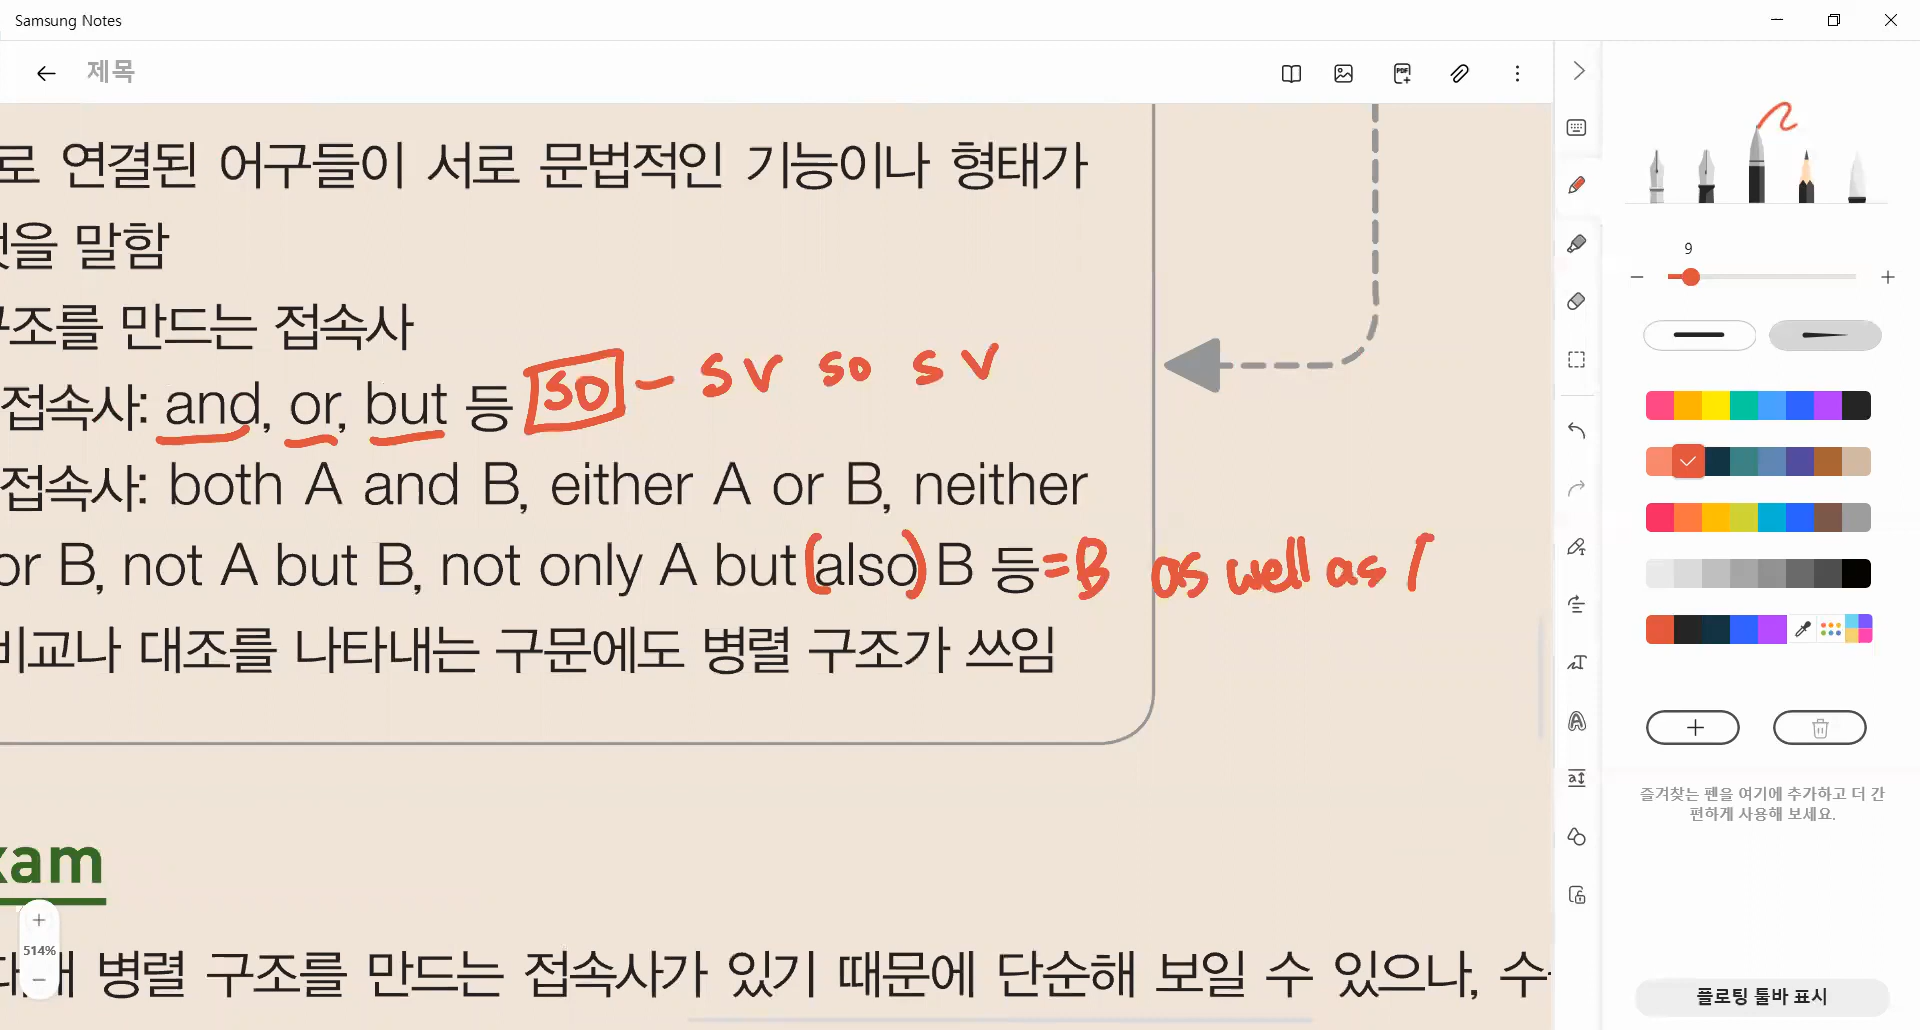 Samsung Notes
제목
로 연결된 어구들이 서로 문법적인 기능이나 형태가
것을 말함
구조를 만드는 접속사
접속사: and, or, but 등 so - s v so s v
접속사: both A and B, either A or B, neither
or B, not A but B, not only A but (also) B 등 = B as well as
비교나 대조를 나타내는 구문에도 병렬 구조가 쓰임
xam
병렬 구조를 만드는 접속사가 있기 때문에 단순해 보일 수 있으나, 수
514%
9
즐겨찾는 펜을 여기에 추가하고 더 간
편하게 사용해 보세요.
플로팅 툴바 표시